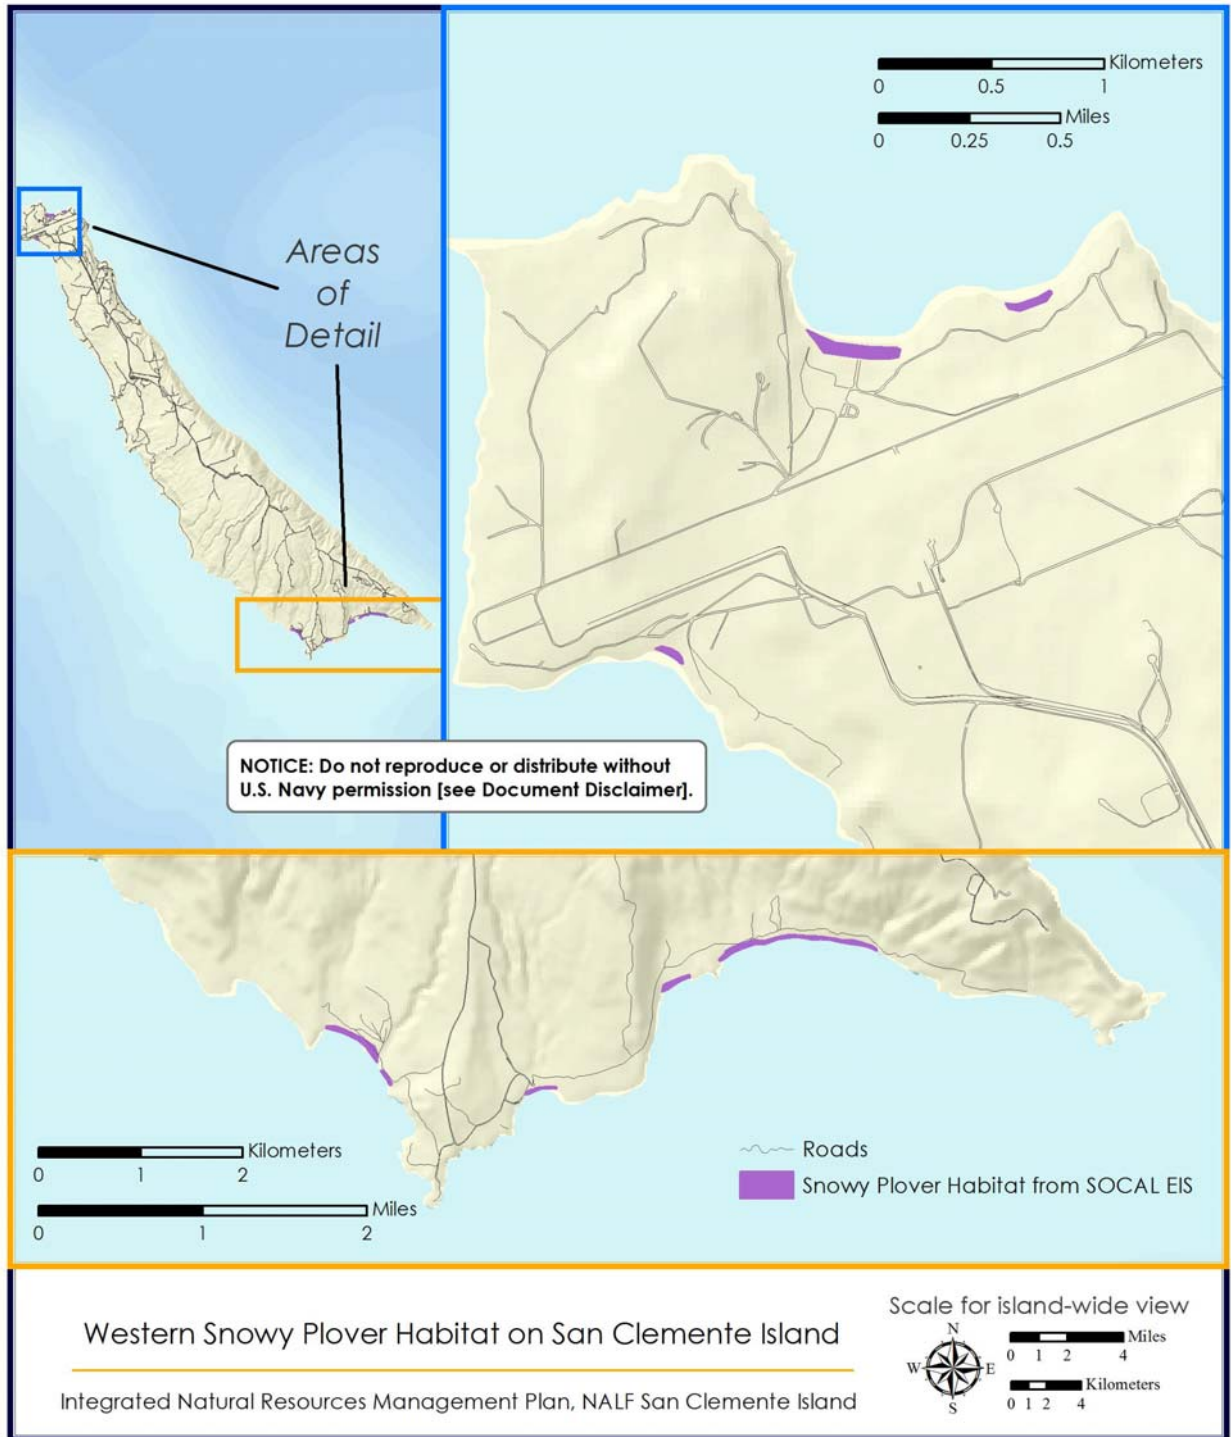 Kilometers
0 0.5 1
Miles
0 0.25 0.5
Areas
of
Detail
NOTICE: Do not reproduce or distribute without
U.S. Navy permission [see Document Disclaimer].
Kilometers
0 1 2
Miles
0 1 2
Roads
Snowy Plover Habitat from SOCAL EIS
Western Snowy Plover Habitat on San Clemente Island
Integrated Natural Resources Management Plan, NALF San Clemente Island
Scale for island-wide view
N
W E
S
Miles
0 1 2 4
Kilometers
0 1 2 4